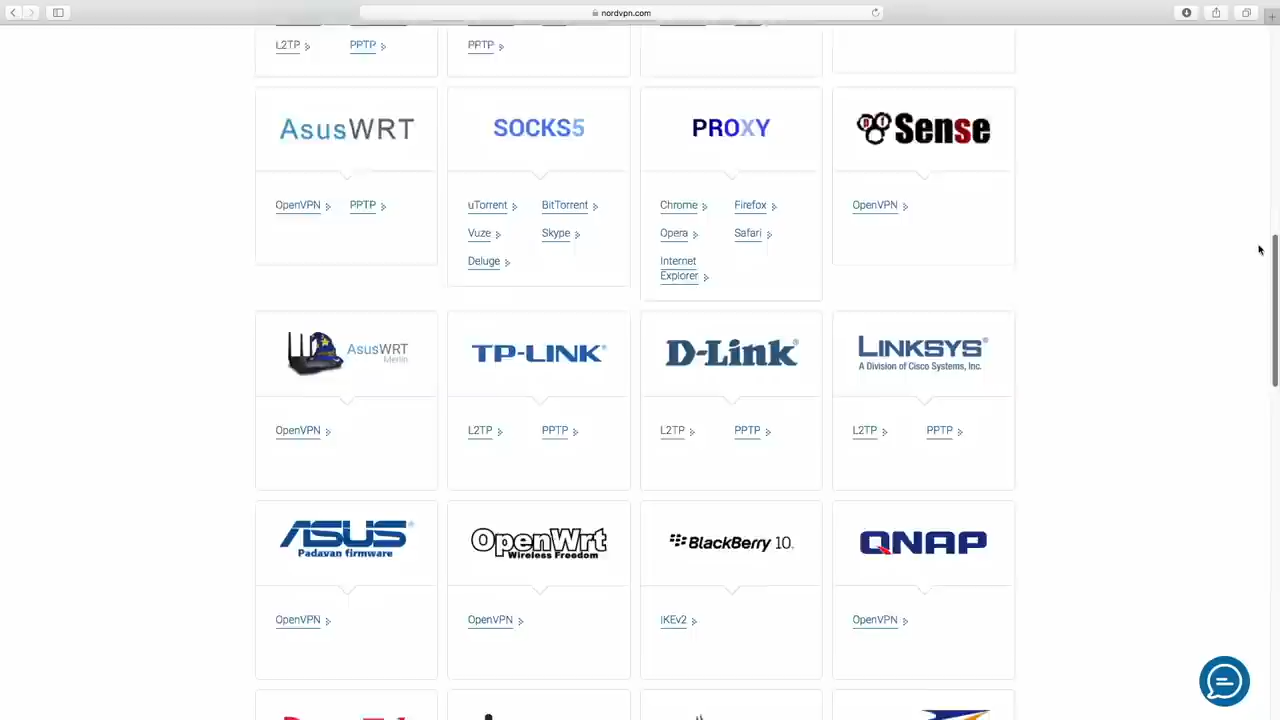 nordvpn.com
L2TP PPTP PPTP
AsusWRT SOCKS5 PROXY pf Sense
OpenVPN PPTP uTorrent BitTorrent Chrome Firefox OpenVPN
Vuze Skype Opera Safari
Deluge Internet
Explorer
AsusWRT
Merlin
TP-LINK® D-Link® LINKSYS®
A Division of Cisco Systems, Inc.
OpenVPN L2TP PPTP L2TP PPTP L2TP PPTP
ASUS®
Padavan firmware
OpenWrt
Wireless Freedom
BlackBerry 10. QNAP
OpenVPN OpenVPN IKEv2 OpenVPN